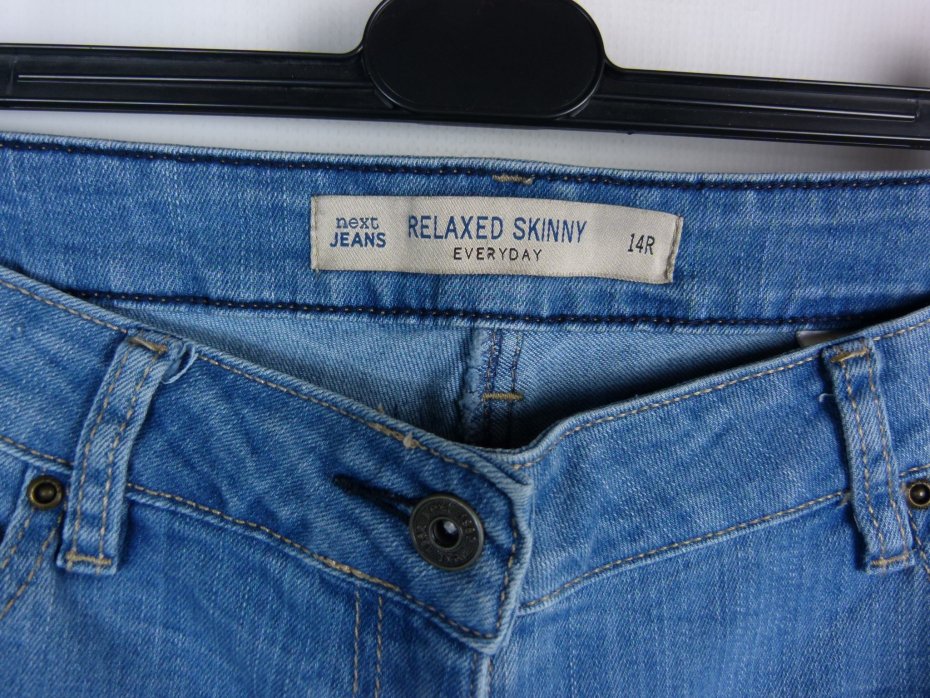 next
JEANS
RELAXED SKINNY
EVERYDAY
14R